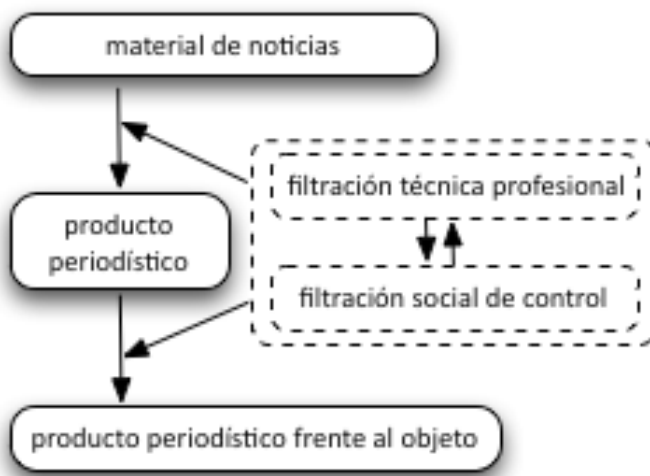 material de noticias
filtración técnica profesional
producto
periodístico
filtración social de control
producto periodístico frente al objeto